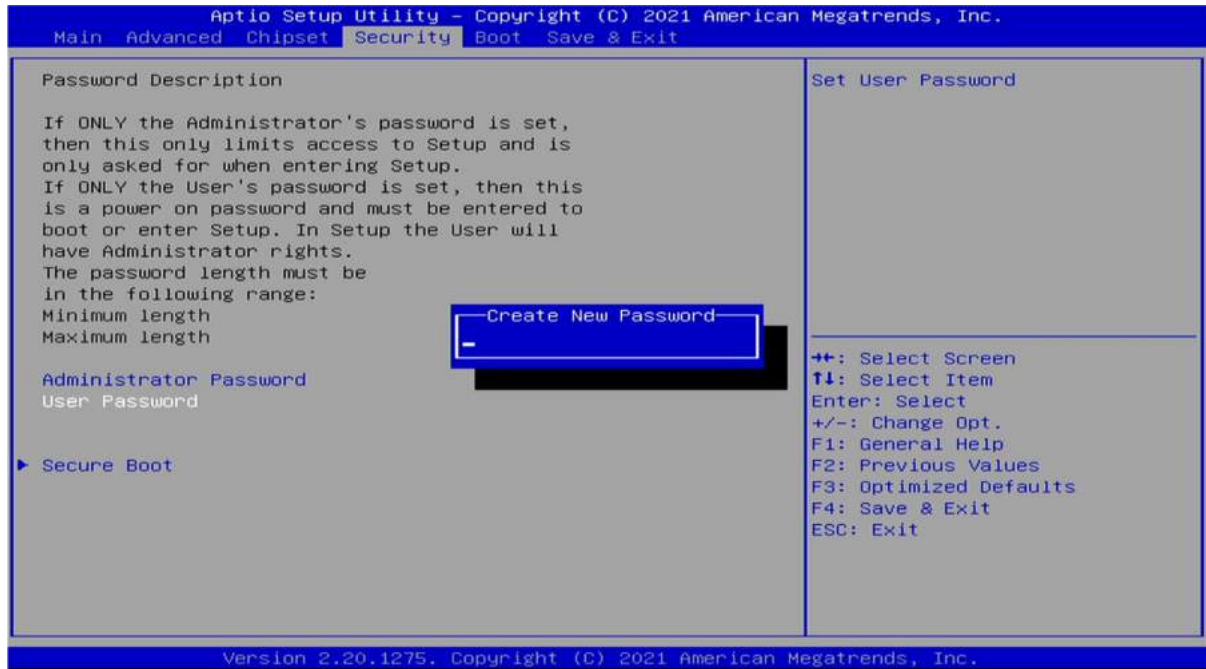 Aptio Setup Utility – Copyright (C) 2021 American Megatrends, Inc.
Main Advanced Chipset Security Boot Save & Exit
Password Description
If ONLY the Administrator's password is set,
then this only limits access to Setup and is
only asked for when entering Setup.
If ONLY the User's password is set, then this
is a power on password and must be entered to
boot or enter Setup. In Setup the User will
have Administrator rights.
The password length must be
in the following range:
Minimum length
Maximum length
Administrator Password
User Password
Secure Boot
Create New Password
Set User Password
→←: Select Screen
↑↓: Select Item
Enter: Select
+/-: Change Opt.
F1: General Help
F2: Previous Values
F3: Optimized Defaults
F4: Save & Exit
ESC: Exit
Version 2.20.1275. Copyright (C) 2021 American Megatrends, Inc.